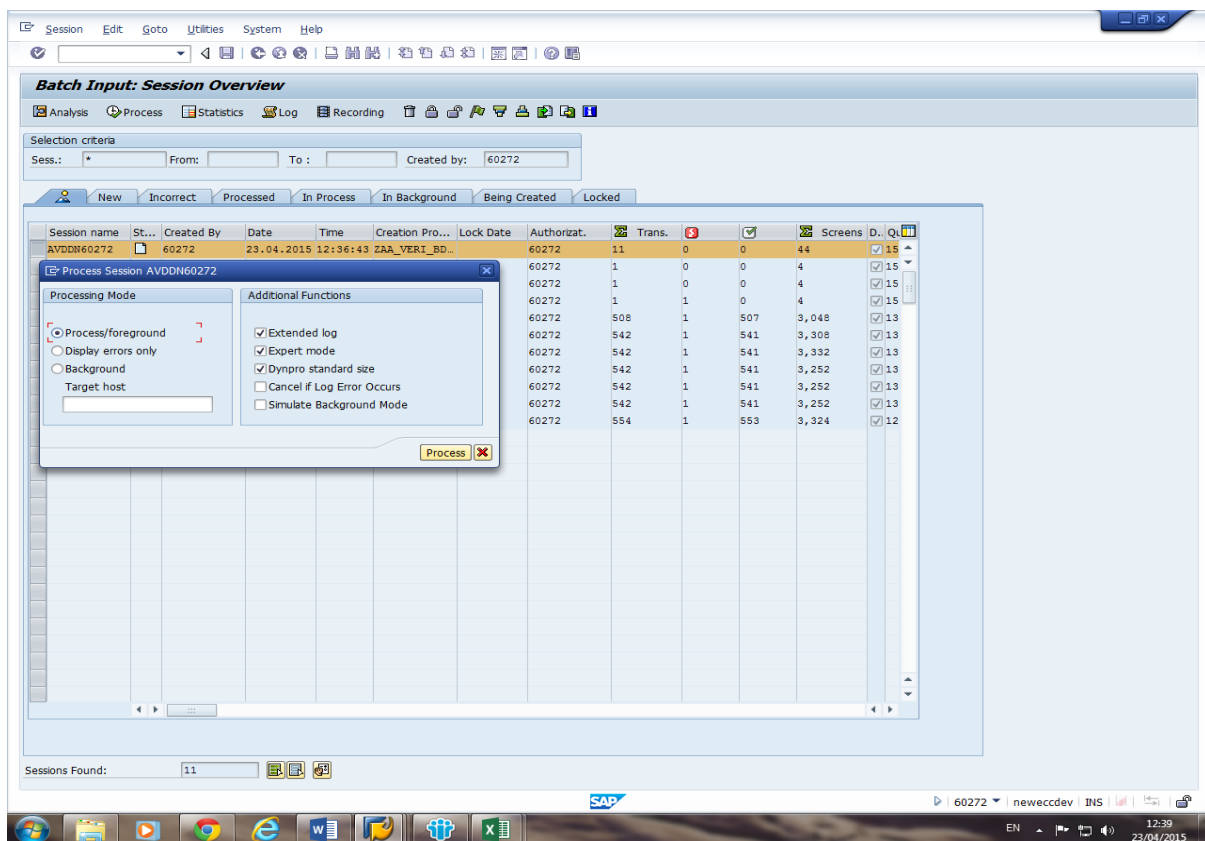 Session Edit Goto Utilities System Help
Batch Input: Session Overview
Analysis Process Statistics Log Recording
Selection criteria
Sess.: * From: To : Created by: 60272
New Incorrect Processed In Process In Background Being Created Locked
Session name St... Created By Date Time Creation Pro... Lock Date Authorizat. Trans. Screens D.. Qu
AVDDN60272 60272 23.04.2015 12:36:43 ZAA_VERI_BD... 60272 11 0 0 44 15
60272 1 0 0 4 15
60272 1 0 0 4 15
60272 1 1 0 4 15
60272 508 1 507 3,048 13
60272 542 1 541 3,308 13
60272 542 1 541 3,332 13
60272 542 1 541 3,252 13
60272 542 1 541 3,252 13
60272 542 1 541 3,252 13
60272 554 1 553 3,324 12
Process Session AVDDN60272
Processing Mode
Process/foreground
Display errors only
Background
Target host
Additional Functions
Extended log
Expert mode
Dynpro standard size
Cancel if Log Error Occurs
Simulate Background Mode
Process
Sessions Found: 11
SAP
60272 neweccdev INS
EN 12:39
23/04/2015